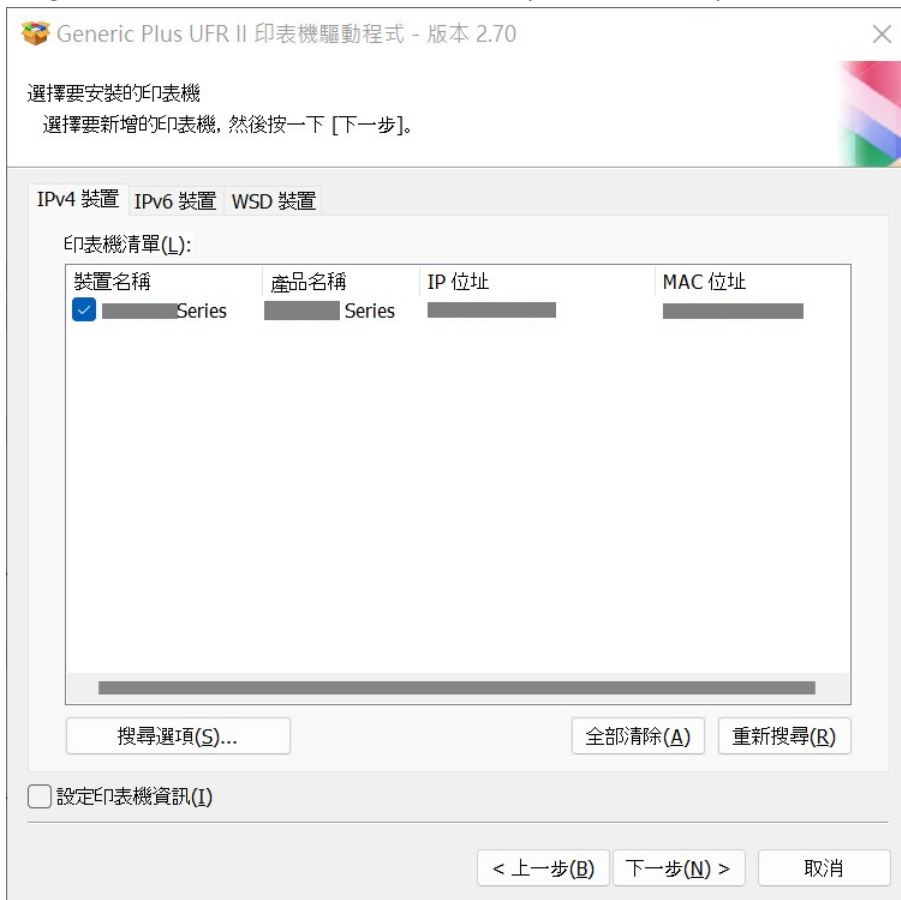 Generic Plus UFR II 印表機驅動程式 - 版本 2.70
選擇要安裝的印表機
選擇要新增的印表機, 然後按一下 [下一步]。
IPv4 裝置 IPv6 裝置 WSD 裝置
印表機清單(L):
裝置名稱 產品名稱 IP 位址 MAC 位址
Series Series
搜尋選項(S)... 全部清除(A) 重新搜尋(R)
設定印表機資訊(I)
< 上一步(B) 下一步(N) > 取消